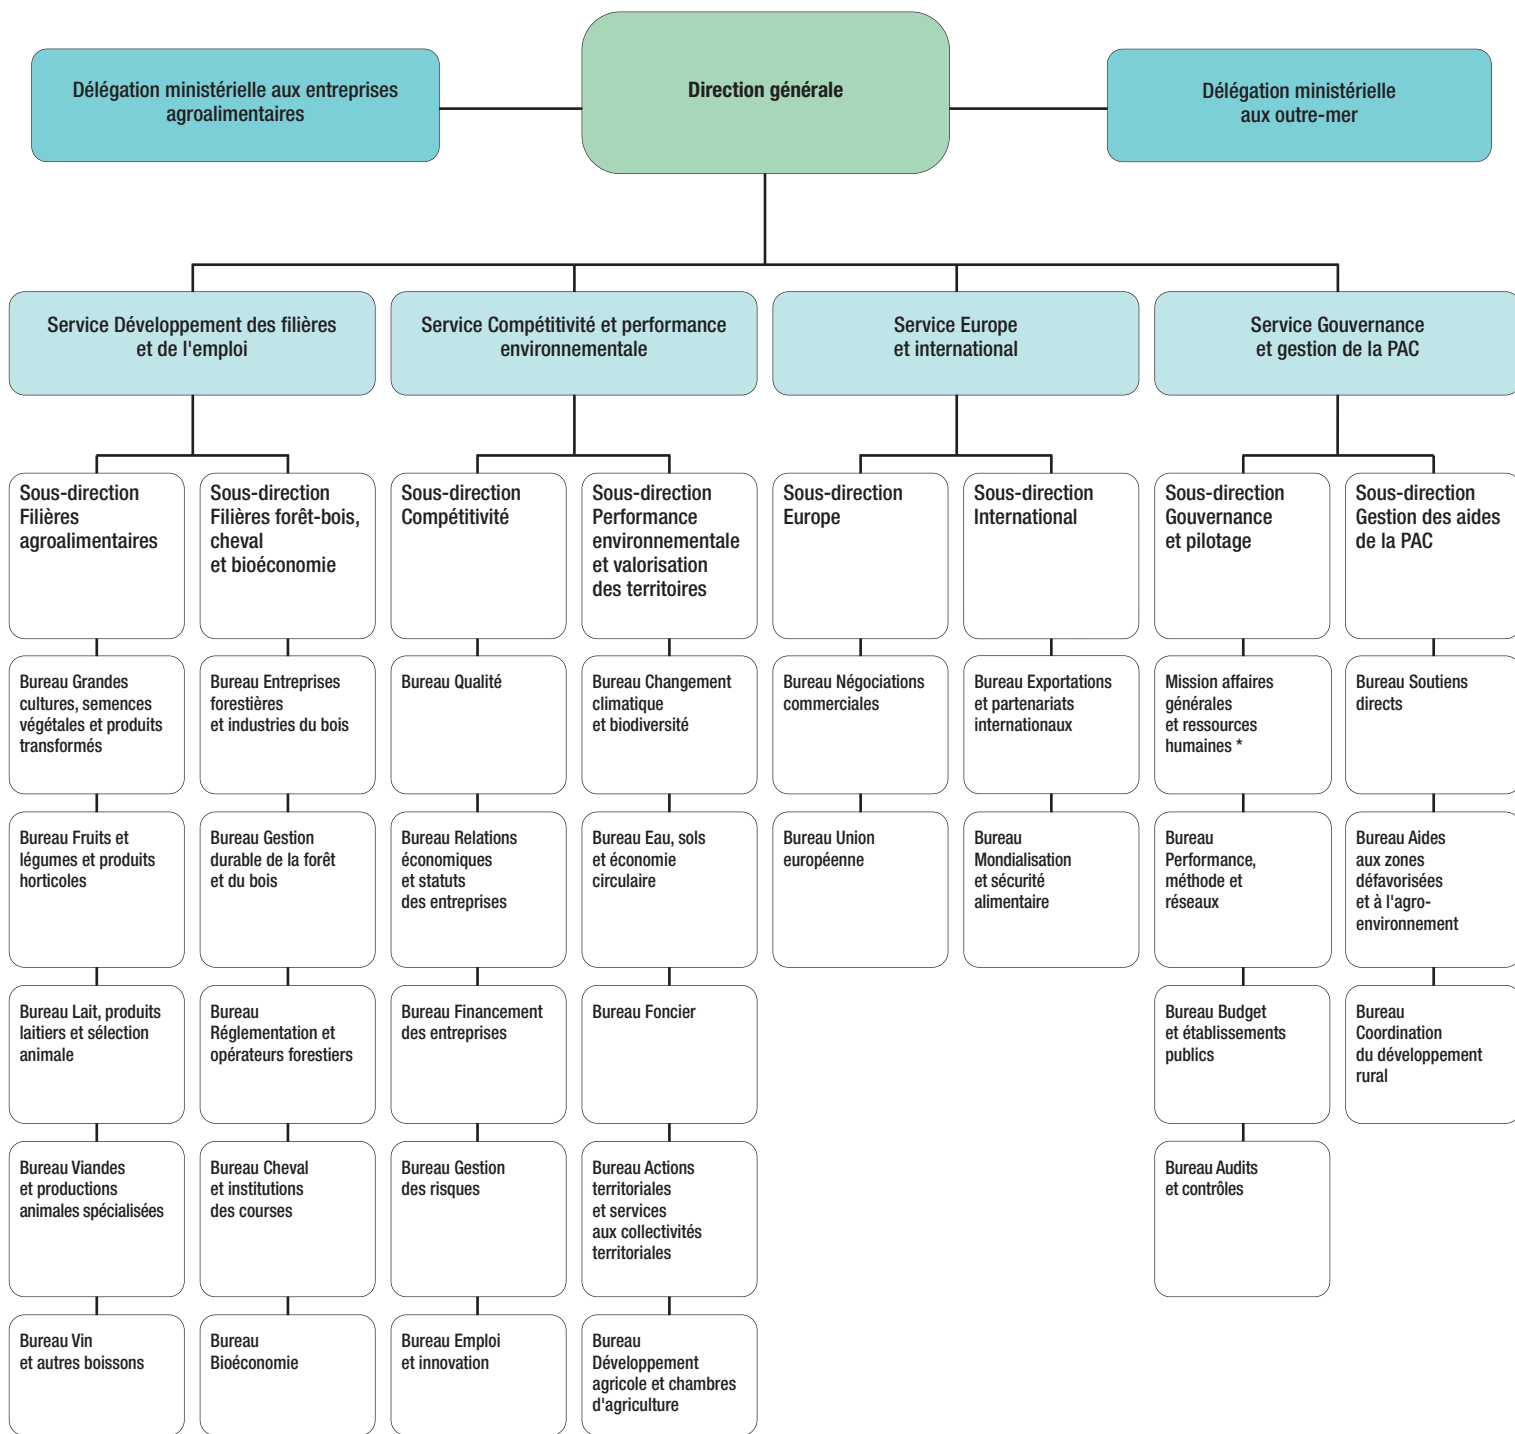 Délégation ministérielle aux entreprises
agroalimentaires
Direction générale
Délégation ministérielle
aux outre-mer
Service Développement des filières
et de l'emploi
Service Compétitivité et performance
environnementale
Service Europe
et international
Service Gouvernance
et gestion de la PAC
Sous-direction
Filières
agroalimentaires
Sous-direction
Filières forêt-bois,
cheval
et bioéconomie
Sous-direction
Compétitivité
Sous-direction
Performance
environnementale
et valorisation
des territoires
Sous-direction
Europe
Sous-direction
International
Sous-direction
Gouvernance
et pilotage
Sous-direction
Gestion des aides
de la PAC
Bureau Grandes
cultures, semences
végétales et produits
transformés
Bureau Entreprises
forestières
et industries du bois
Bureau Qualité
Bureau Changement
climatique
et biodiversité
Bureau Négociations
commerciales
Bureau Exportations
et partenariats
internationaux
Mission affaires
générales
et ressources
humaines *
Bureau Soutiens
directs
Bureau Fruits et
légumes et produits
horticoles
Bureau Gestion
durable de la forêt
et du bois
Bureau Relations
économiques
et statuts
des entreprises
Bureau Eau, sols
et économie
circulaire
Bureau Union
européenne
Bureau
Mondialisation
et sécurité
alimentaire
Bureau
Performance,
méthode et
réseaux
Bureau Aides
aux zones
défavorisées
et à l'agro-
environnement
Bureau Lait, produits
laitiers et sélection
animale
Bureau
Réglementation et
opérateurs forestiers
Bureau Financement
des entreprises
Bureau Foncier
Bureau Budget
et établissements
publics
Bureau
Coordination
du développement
rural
Bureau Viandes
et productions
animales spécialisées
Bureau Cheval
et institutions
des courses
Bureau Gestion
des risques
Bureau Actions
territoriales
et services
aux collectivités
territoriales
Bureau Audits
et contrôles
Bureau Vin
et autres boissons
Bureau
Bioéconomie
Bureau Emploi
et innovation
Bureau
Développement
agricole et chambres
d'agriculture